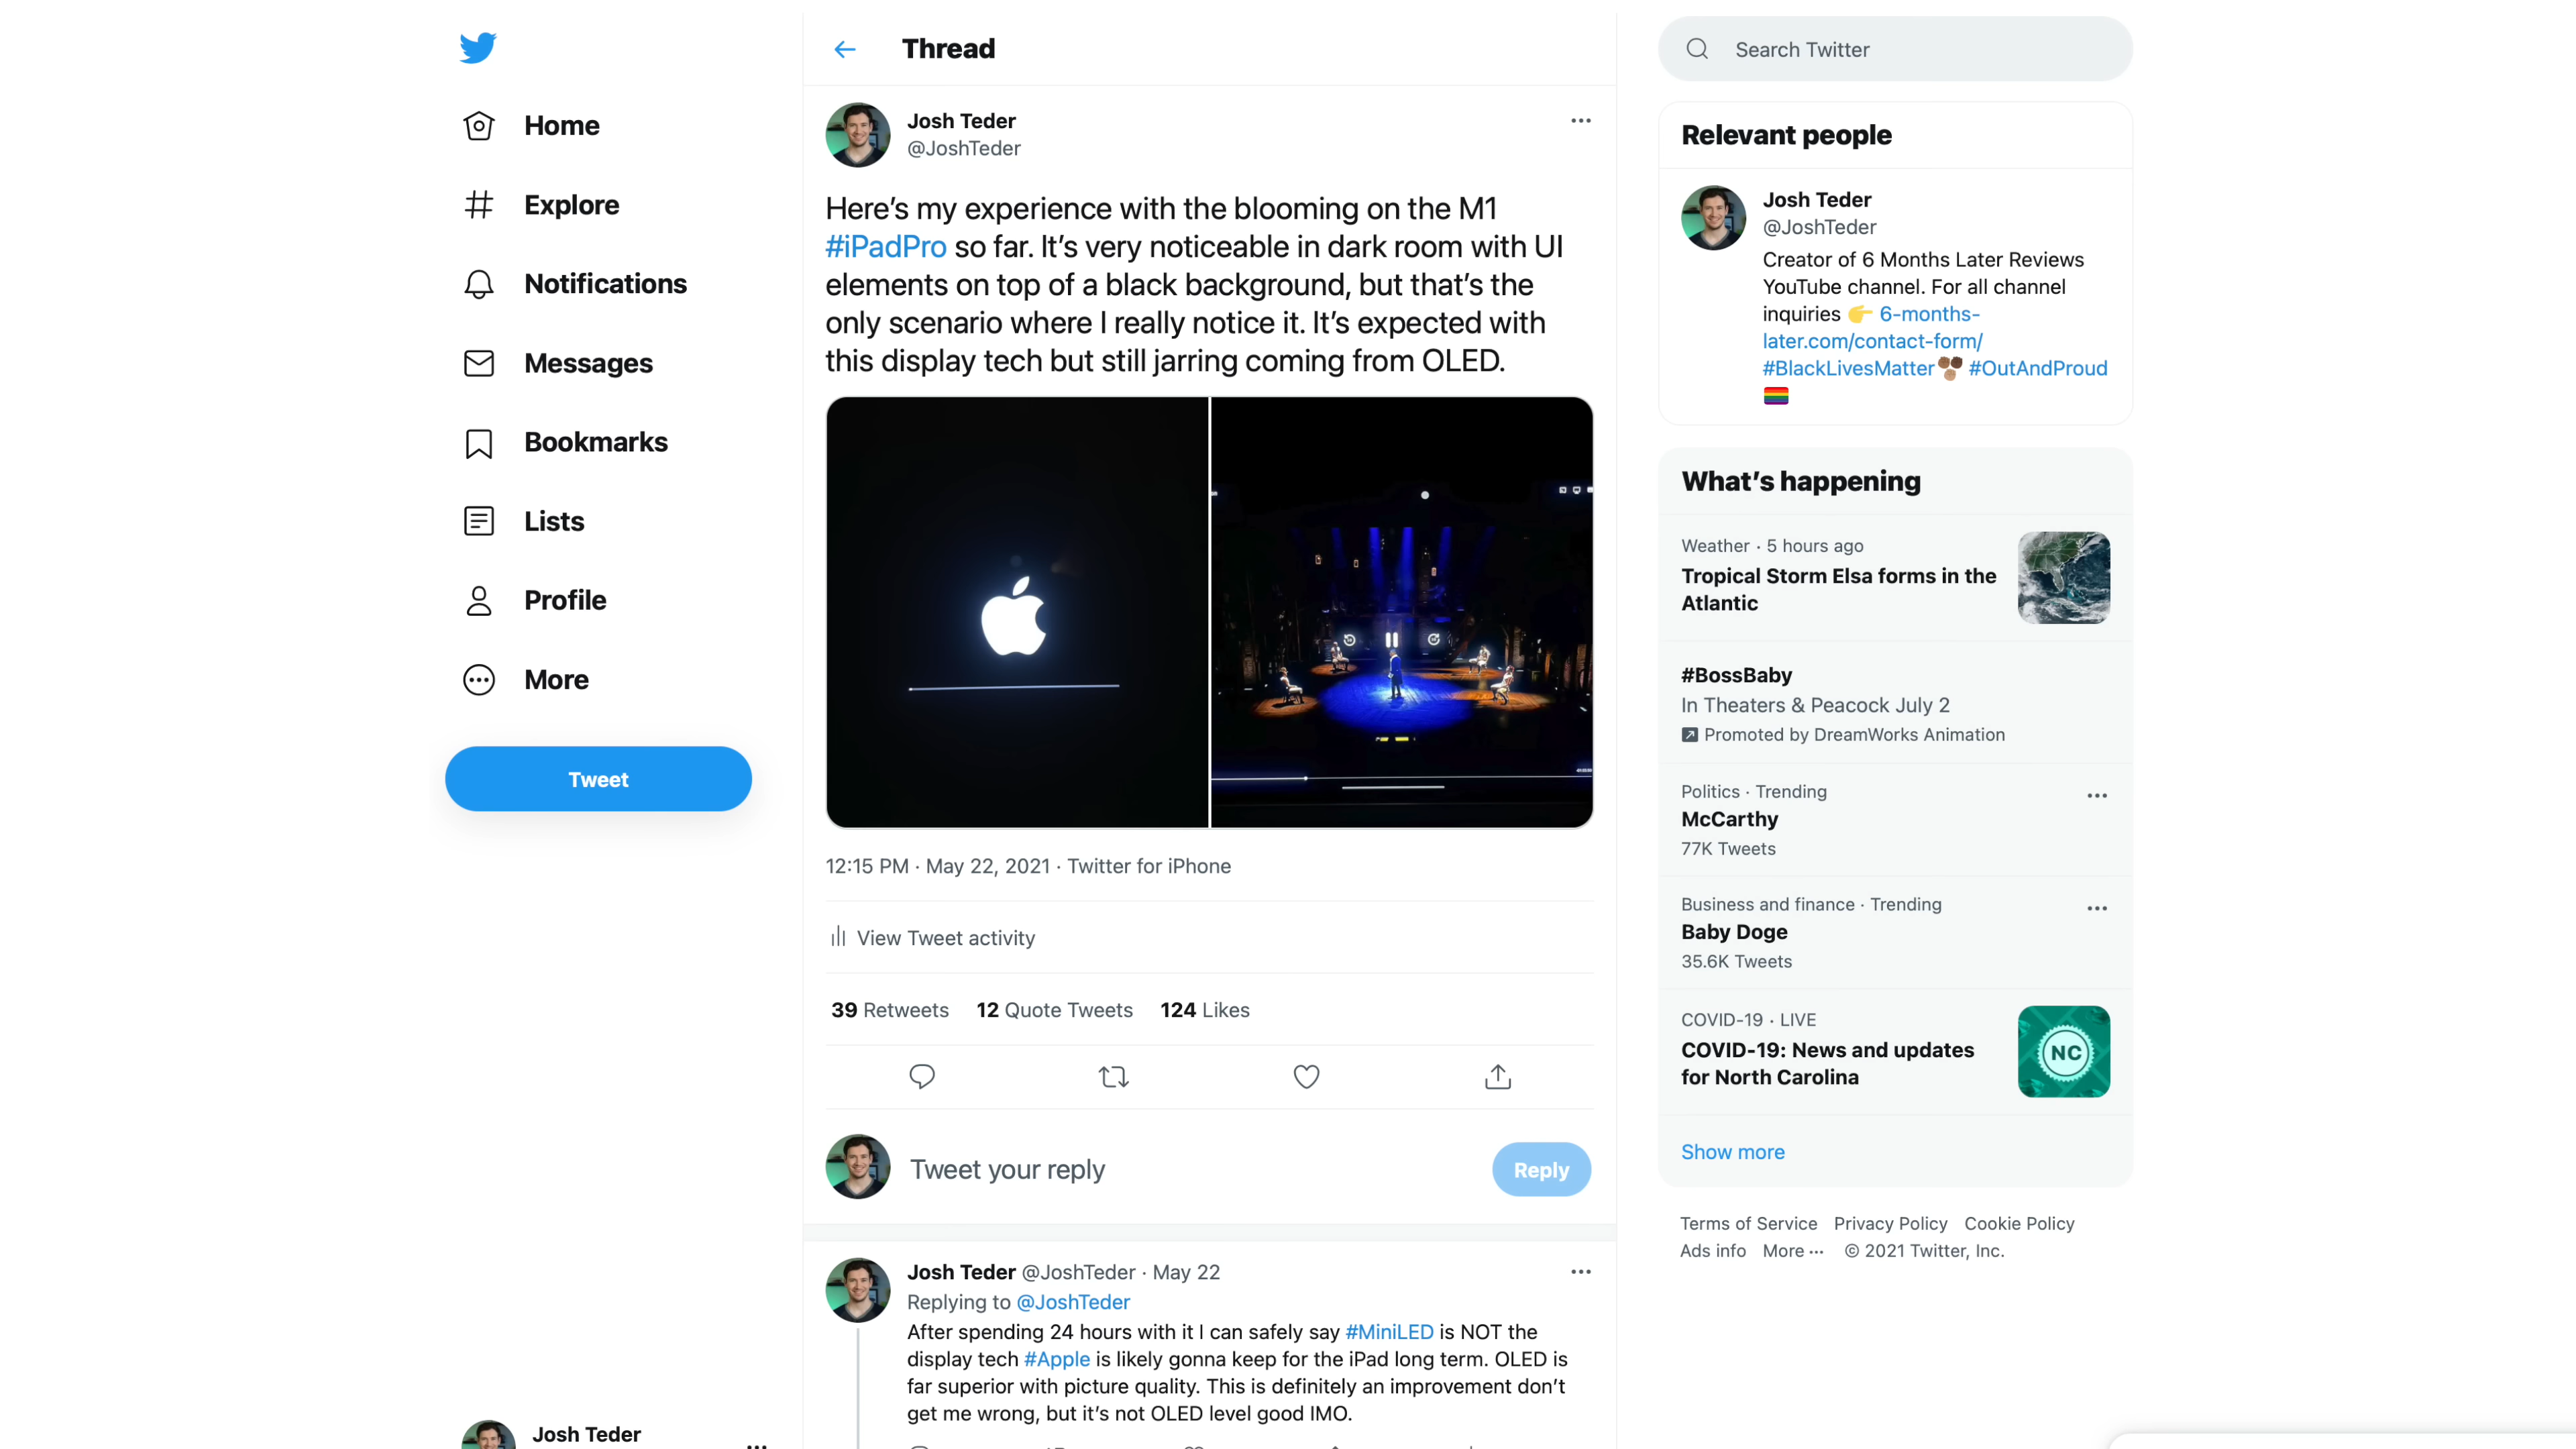 Home
Explore
Notifications
Messages
Bookmarks
Lists
Profile
More
Tweet
Josh Teder
Thread
Josh Teder
@JoshTeder
Here’s my experience with the blooming on the M1
#iPadPro so far. It’s very noticeable in dark room with UI
elements on top of a black background, but that’s the
only scenario where I really notice it. It’s expected with
this display tech but still jarring coming from OLED.
12:15 PM · May 22, 2021 · Twitter for iPhone
View Tweet activity
39 Retweets 12 Quote Tweets 124 Likes
Tweet your reply
Reply
Josh Teder @JoshTeder · May 22
Replying to @JoshTeder
After spending 24 hours with it I can safely say #MiniLED is NOT the
display tech #Apple is likely gonna keep for the iPad long term. OLED is
far superior with picture quality. This is definitely an improvement don’t
get me wrong, but it’s not OLED level good IMO.
Search Twitter
Relevant people
Josh Teder
@JoshTeder
Creator of 6 Months Later Reviews
YouTube channel. For all channel
inquiries 👉 6-months-
later.com/contact-form/
#BlackLivesMatter #OutAndProud
What’s happening
Weather · 5 hours ago
Tropical Storm Elsa forms in the
Atlantic
#BossBaby
In Theaters & Peacock July 2
Promoted by DreamWorks Animation
Politics · Trending
McCarthy
77K Tweets
Business and finance · Trending
Baby Doge
35.6K Tweets
COVID-19 · LIVE
COVID-19: News and updates
for North Carolina
NC
Show more
Terms of Service Privacy Policy Cookie Policy
Ads info More ··· © 2021 Twitter, Inc.